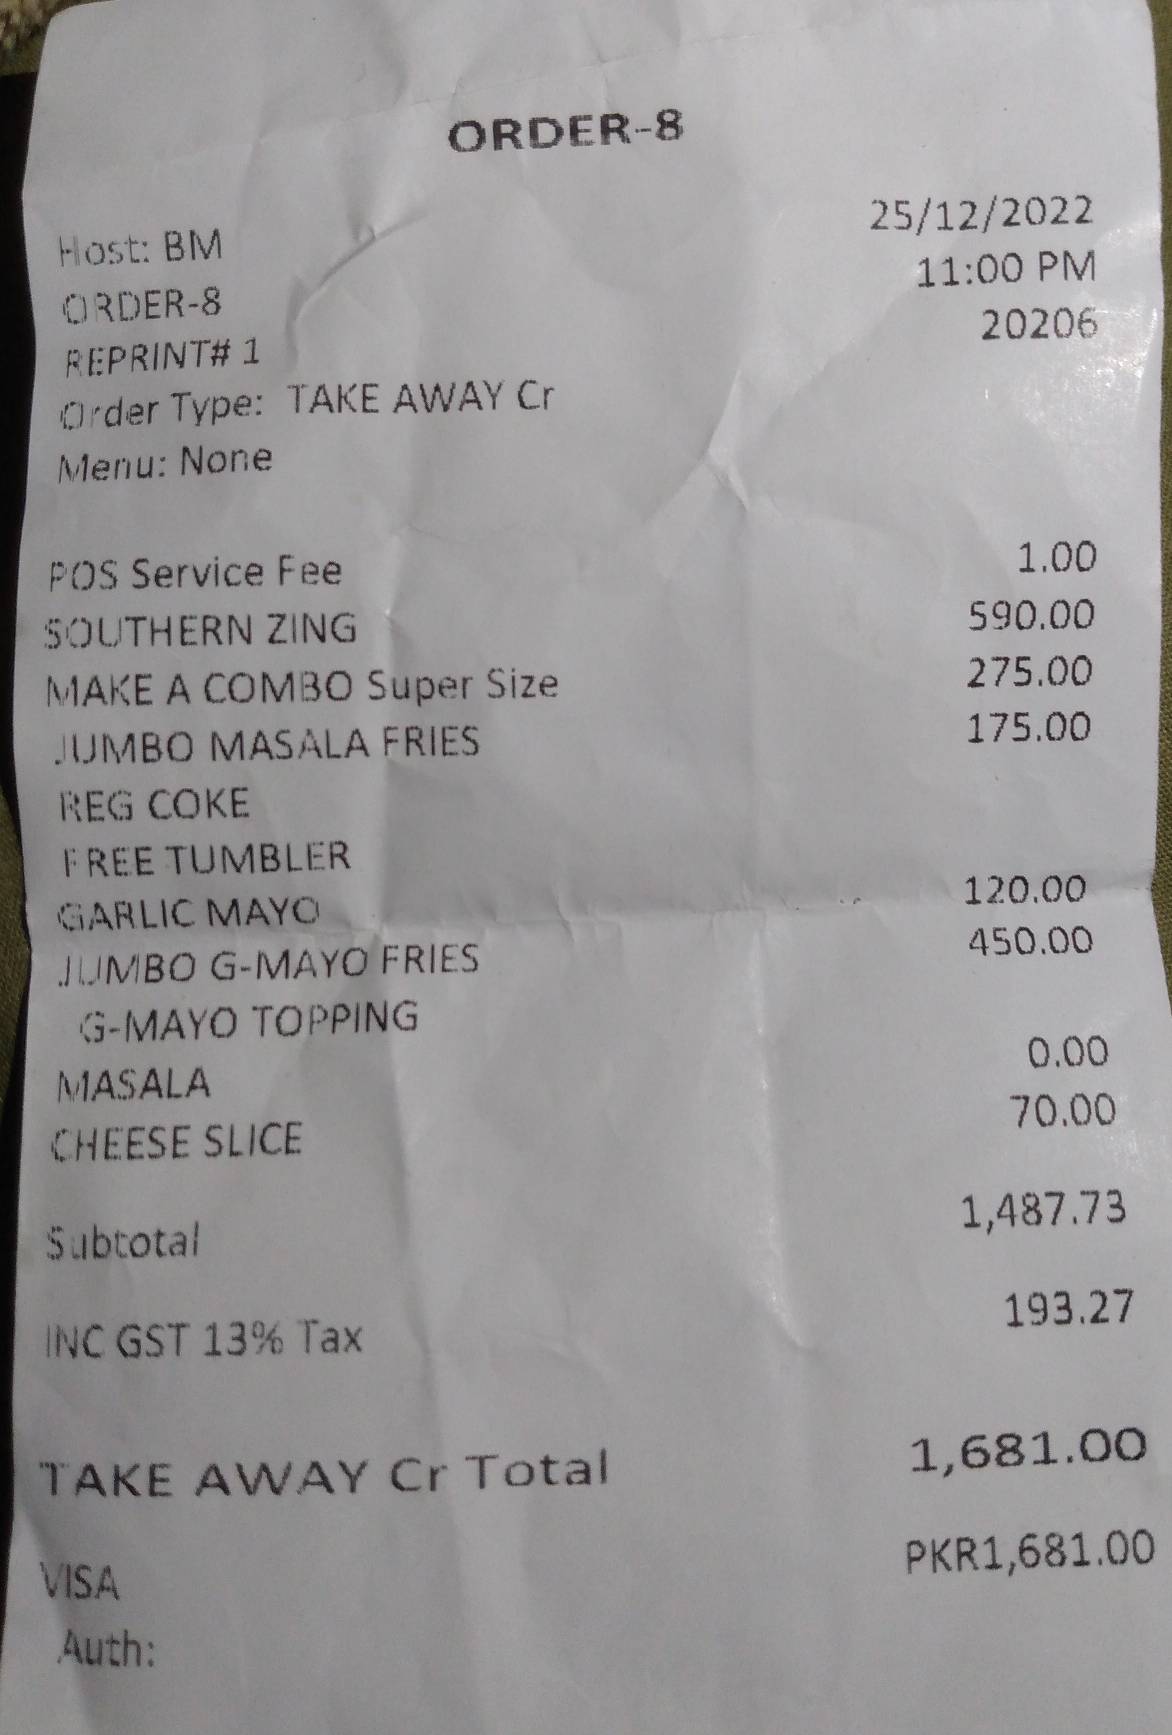 ORDER-8
25/12/2022
Host: BM
11:00 PM
ORDER-8
20206
REPRINT# 1
Order Type: TAKE AWAY Cr
Menu: None
POS Service Fee 1.00
SOUTHERN ZING 590.00
MAKE A COMBO Super Size 275.00
JUMBO MASALA FRIES 175.00
REG COKE
FREE TUMBLER
GARLIC MAYO 120.00
JUMBO G-MAYO FRIES 450.00
G-MAYO TOPPING
MASALA 0.00
CHEESE SLICE 70.00
Subtotal 1,487.73
INC GST 13% Tax 193.27
TAKE AWAY Cr Total 1,681.00
VISA PKR1,681.00
Auth: